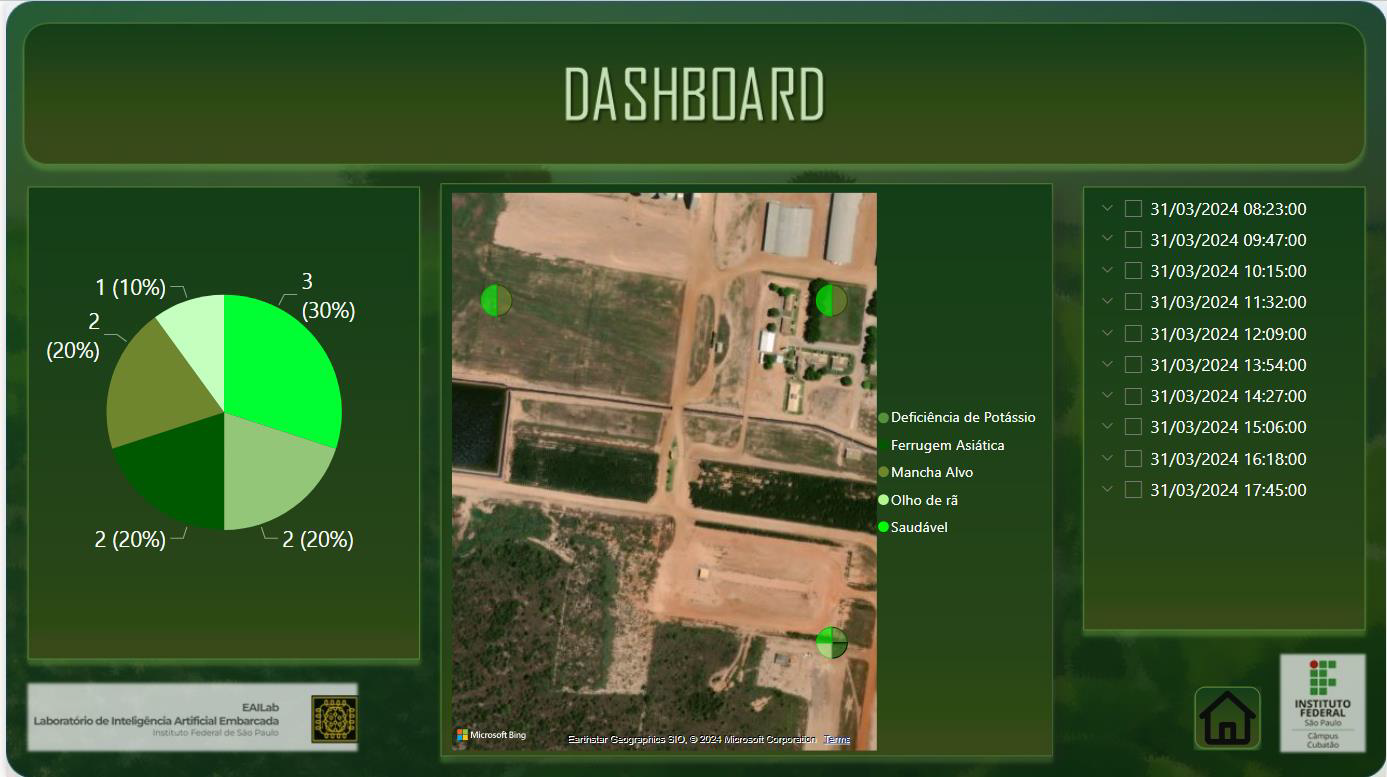 DASHBOARD
3
(30%)
1 (10%)
2
(20%)
2 (20%)
2 (20%)
Deficiência de Potássio
Ferrugem Asiática
Mancha Alvo
Olho de rã
Saudável
Microsoft Bing
Earthstar Geographics SIO, © 2024 Microsoft Corporation Terms
31/03/2024 08:23:00
31/03/2024 09:47:00
31/03/2024 10:15:00
31/03/2024 11:32:00
31/03/2024 12:09:00
31/03/2024 13:54:00
31/03/2024 14:27:00
31/03/2024 15:06:00
31/03/2024 16:18:00
31/03/2024 17:45:00
EAILab
Laboratório de Inteligência Artificial Embarcada
Instituto Federal de São Paulo
INSTITUTO
FEDERAL
São Paulo
Câmpus
Cubatão